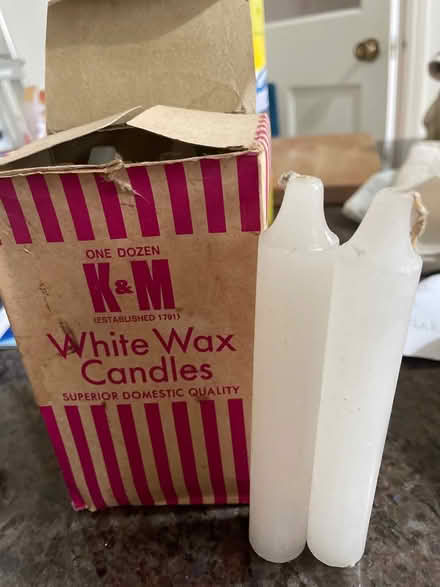 ONE DOZEN
K&M
(ESTABLISHED 1791)
White Wax
Candles
SUPERIOR DOMESTIC QUALITY